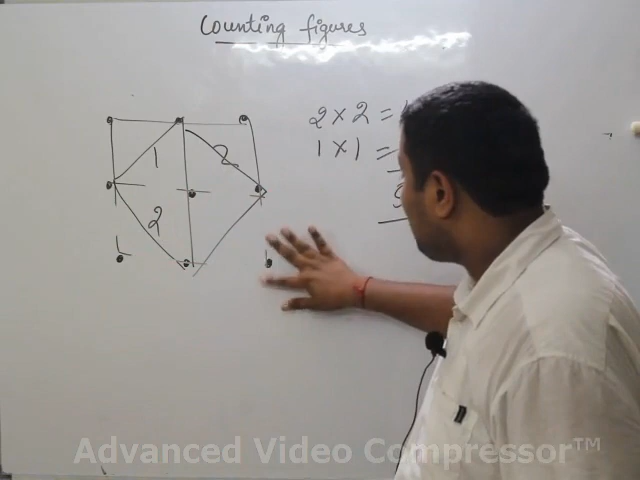 Counting figures
2 × 2 =
1 × 1 =
1 2
2
Advanced Video Compressor™